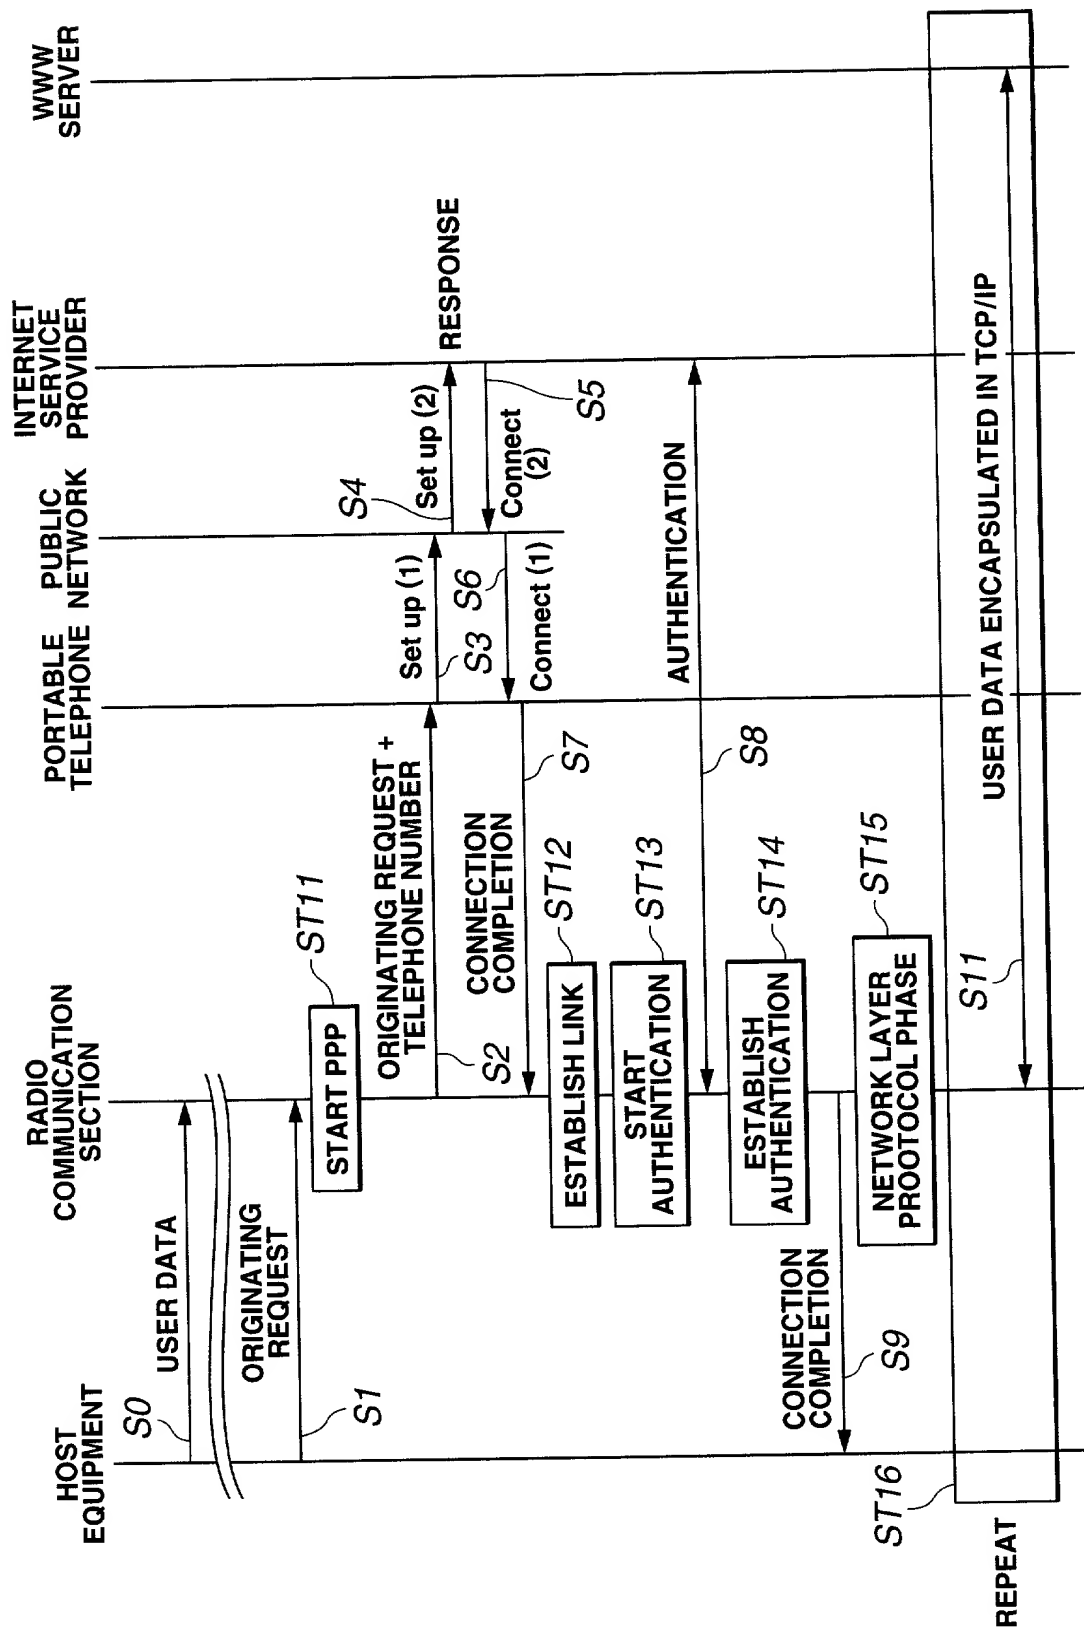 HOST
EQUIPMENT
RADIO
COMMUNICATION
SECTION
PORTABLE
TELEPHONE
PUBLIC
NETWORK
INTERNET
SERVICE
PROVIDER
WWW
SERVER
S0
USER DATA
ORIGINATING
REQUEST
S1
START PPP
ST11
ORIGINATING REQUEST +
TELEPHONE NUMBER
S2
Set up (1)
S3
S4
Set up (2)
RESPONSE
S5
Connect
(2)
S6
Connect (1)
S7
CONNECTION
COMPLETION
ESTABLISH LINK
ST12
START
AUTHENTICATION
ST13
AUTHENTICATION
S8
ESTABLISH
AUTHENTICATION
ST14
CONNECTION
COMPLETION
S9
NETWORK LAYER
PROOTOCOL PHASE
ST15
ST16
REPEAT
S11
USER DATA ENCAPSULATED IN TCP/IP